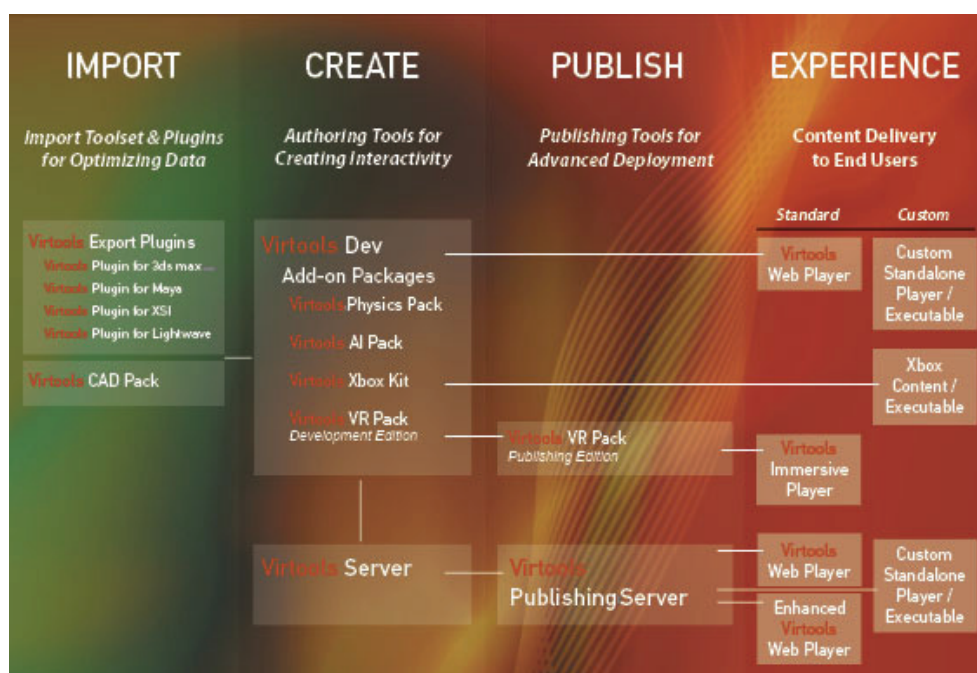 IMPORT
Import Toolset & Plugins
for Optimizing Data
Virtools Export Plugins
Virtools Plugin for 3ds max
Virtools Plugin for Maya
Virtools Plugin for XSI
Virtools Plugin for Lightwave
Virtools CAD Pack
CREATE
Authoring Tools for
Creating Interactivity
Virtools Dev
Add-on Packages
Virtools Physics Pack
Virtools AI Pack
Virtools Xbox Kit
Virtools VR Pack
Development Edition
Virtools Server
PUBLISH
Publishing Tools for
Advanced Deployment
Virtools VR Pack
Publishing Edition
Virtools
Publishing Server
EXPERIENCE
Content Delivery
to End Users
Standard
Virtools
Web Player
Virtools
Immersive
Player
Virtools
Web Player
Enhanced
Virtools
Web Player
Custom
Custom
Standalone
Player /
Executable
Xbox
Content /
Executable
Custom
Standalone
Player /
Executable